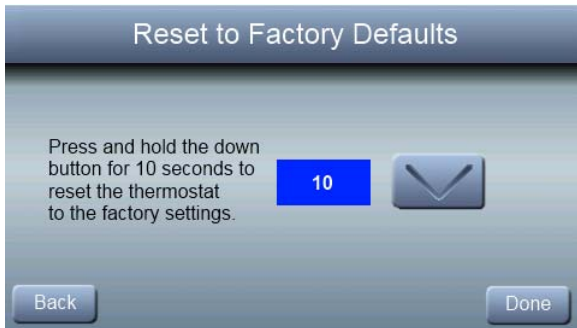 Reset to Factory Defaults
Press and hold the down
button for 10 seconds to
reset the thermostat
to the factory settings.
10
Back
Done